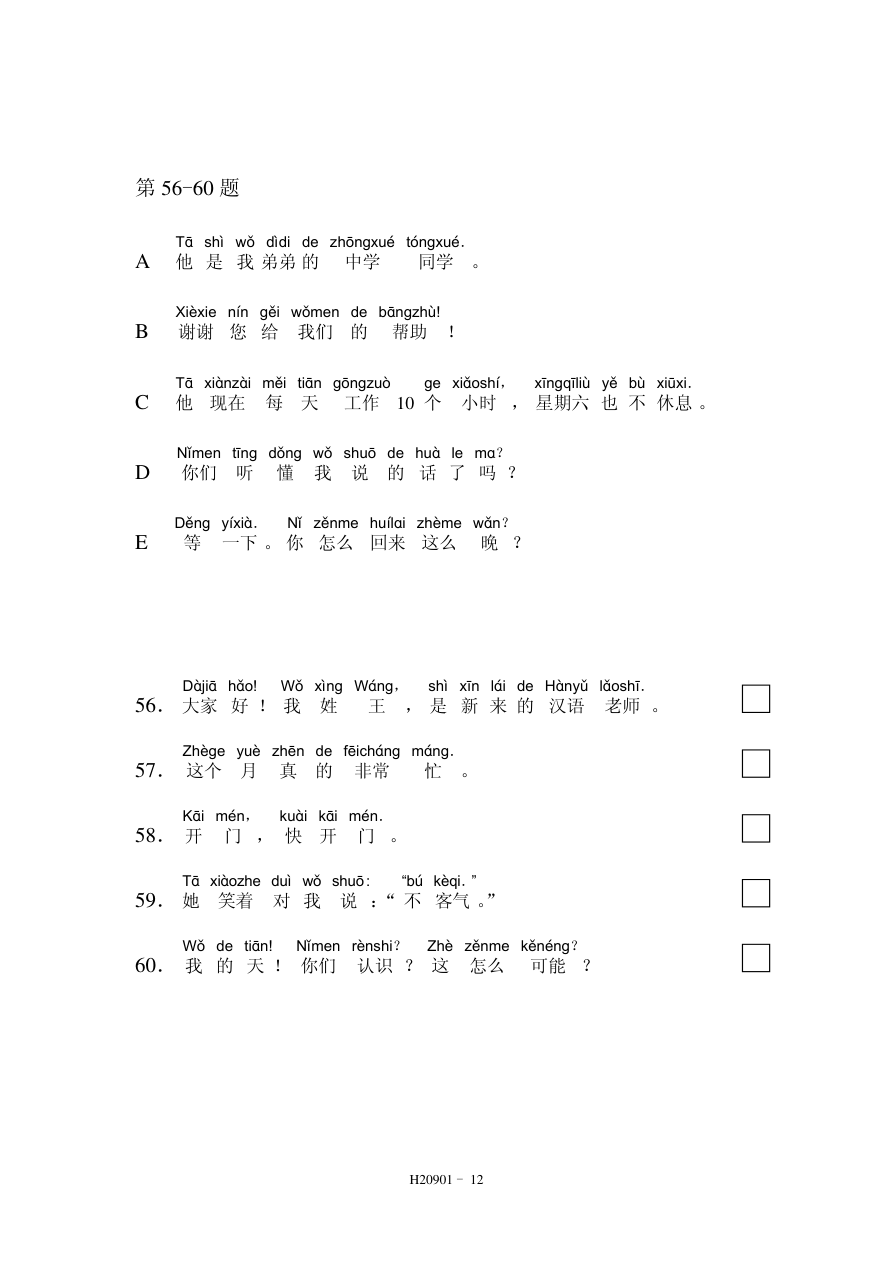 第 56-60 题
Tā shì wǒ dìdi de zhōngxué tóngxué.
A 他 是 我 弟弟 的 中学 同学 。
Xièxie nín gěi wǒmen de bāngzhù!
B 谢谢 您 给 我们 的 帮助 ！
Tā xiànzài měi tiān gōngzuò ge xiǎoshí, xīngqīliù yě bù xiūxi.
C 他 现在 每 天 工作 10 个 小时 ， 星期六 也 不 休息 。
Nǐmen tīng dǒng wǒ shuō de huà le ma?
D 你们 听 懂 我 说 的 话 了 吗 ？
Děng yíxià. Nǐ zěnme huílai zhème wǎn?
E 等 一下 。 你 怎么 回来 这么 晚 ？
Dàjiā hǎo! Wǒ xìng Wáng, shì xīn lái de Hànyǔ lǎoshī.
56. 大家 好 ！ 我 姓 王 ， 是 新 来 的 汉语 老师 。
Zhège yuè zhēn de fēicháng máng.
57. 这个 月 真 的 非常 忙 。
Kāi mén, kuài kāi mén.
58. 开 门 ， 快 开 门 。
Tā xiàozhe duì wǒ shuō: “bú kèqi.”
59. 她 笑着 对 我 说 ：“ 不 客气 。”
Wǒ de tiān! Nǐmen rènshi? Zhè zěnme kěnéng?
60. 我 的 天 ！ 你们 认识 ？ 这 怎么 可能 ？
H20901 - 12